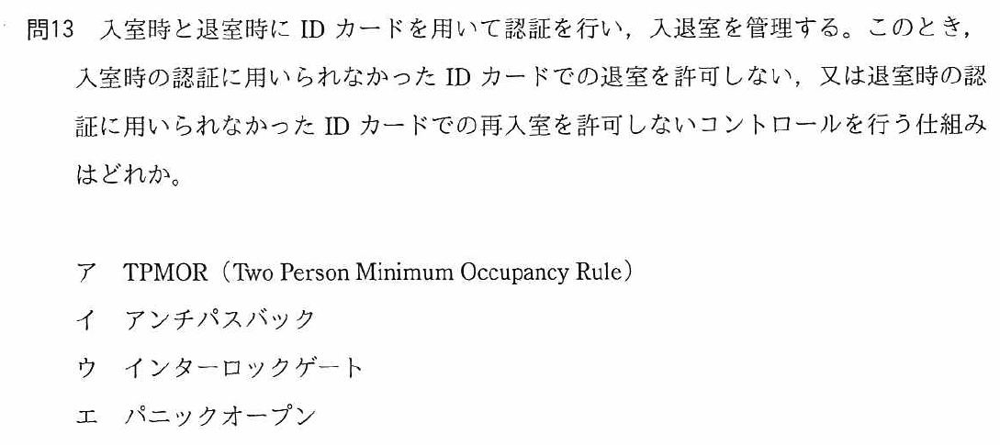 問13　入室時と退室時に ID カードを用いて認証を行い，入退室を管理する。このとき，
入室時の認証に用いられなかった ID カードでの退室を許可しない，又は退室時の認
証に用いられなかった ID カードでの再入室を許可しないコントロールを行う仕組み
はどれか。
ア　TPMOR（Two Person Minimum Occupancy Rule）
イ　アンチパスバック
ウ　インターロックゲート
エ　パニックオープン